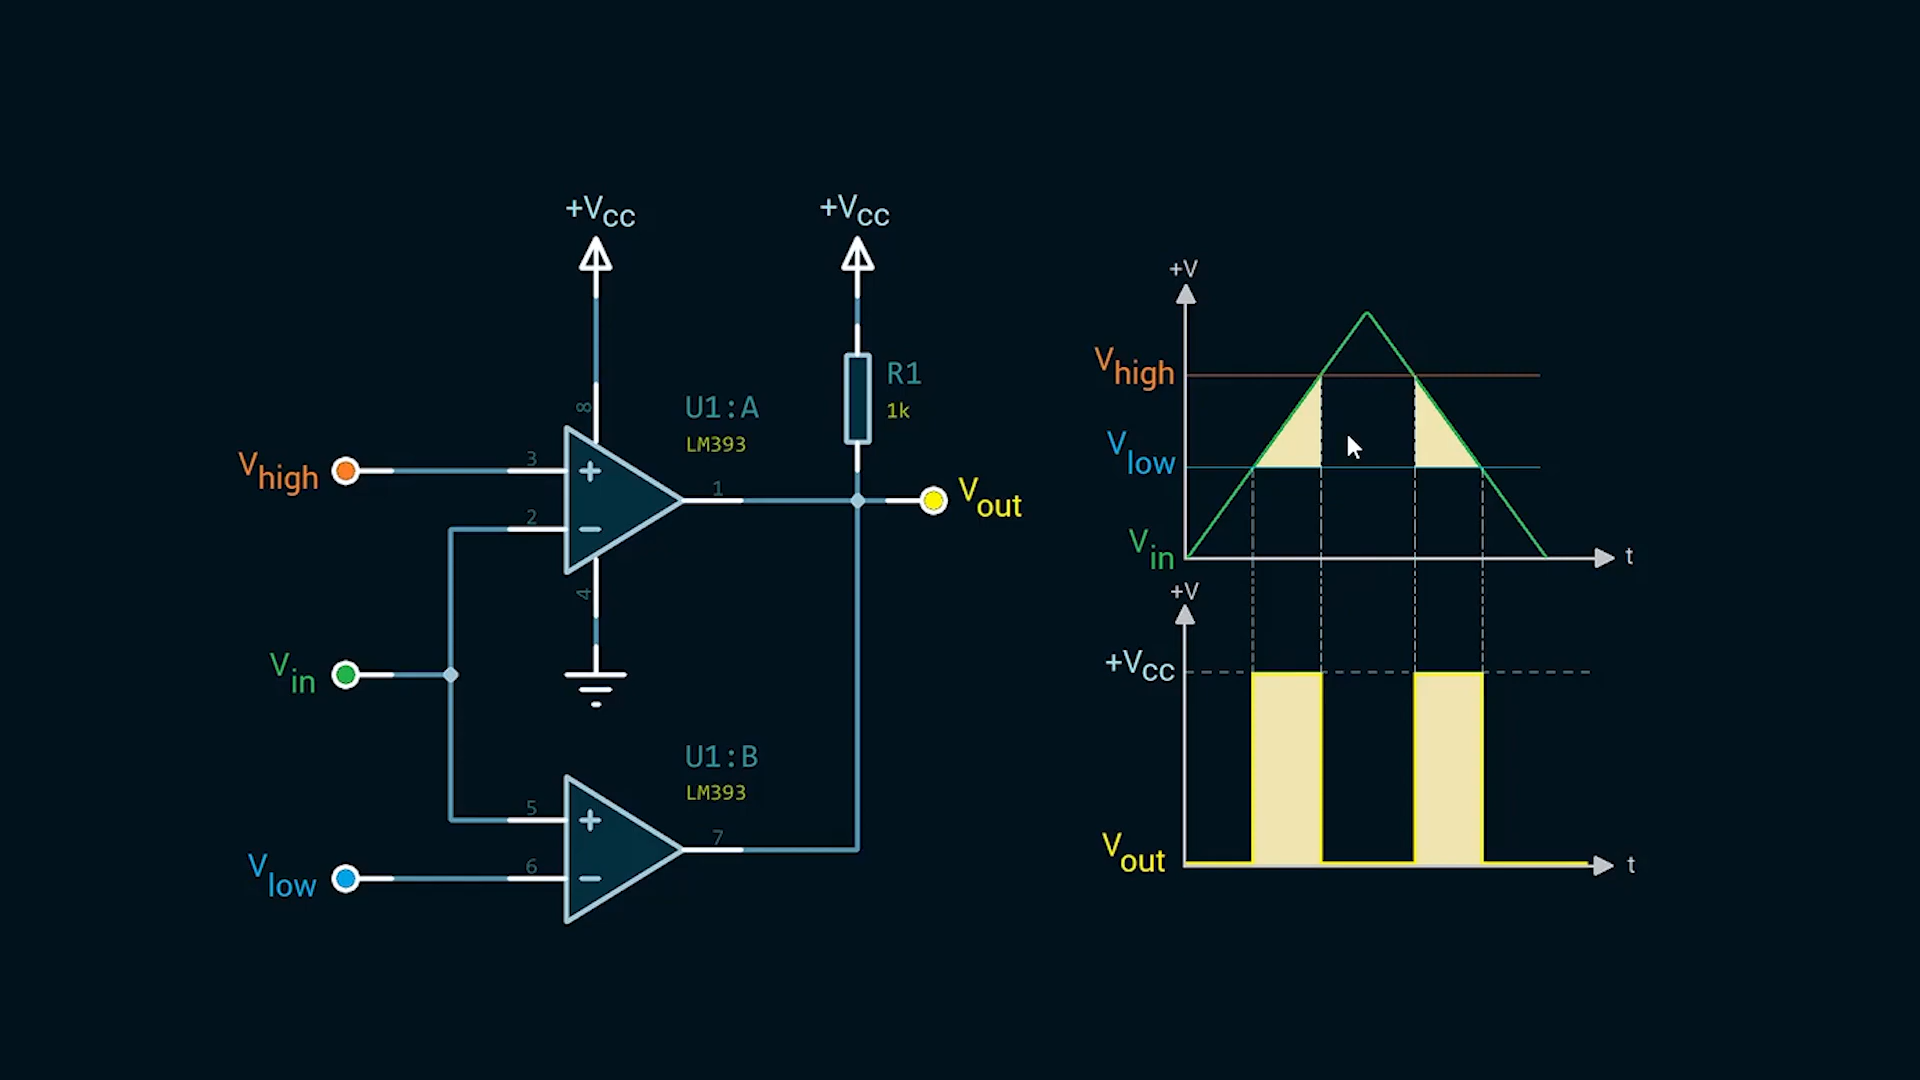 +Vcc
+Vcc
R1
1k
U1:A
LM393
8
3
+
2
−
1
4
Vhigh
Vout
Vin
U1:B
LM393
5
+
6
−
7
Vlow
+V
Vhigh
Vlow
Vin
t
+V
+Vcc
Vout
t